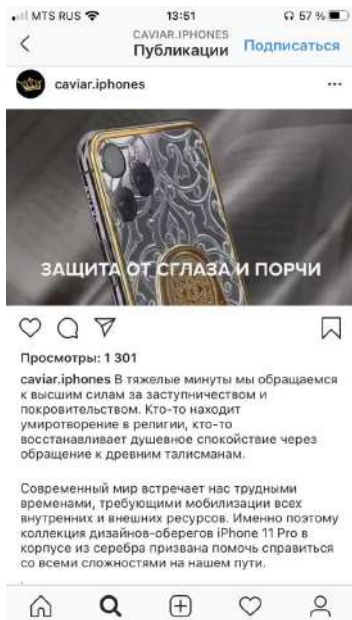 MTS RUS 13:51 57 %
CAVIAR.IPHONES
Публикации Подписаться
caviar.iphones
ЗАЩИТА ОТ СГЛАЗА И ПОРЧИ
Просмотры: 1 301
caviar.iphones В тяжелые минуты мы обращаемся
к высшим силам за заступничеством и
покровительством. Кто-то находит
умиротворение в религии, кто-то
восстанавливает душевное спокойствие через
обращение к древним талисманам.
Современный мир встречает нас трудными
временами, требующими мобилизации всех
внутренних и внешних ресурсов. Именно поэтому
коллекция дизайнов-оберегов iPhone 11 Pro в
корпусе из серебра призвана помочь справиться
со всеми сложностями на нашем пути.
.